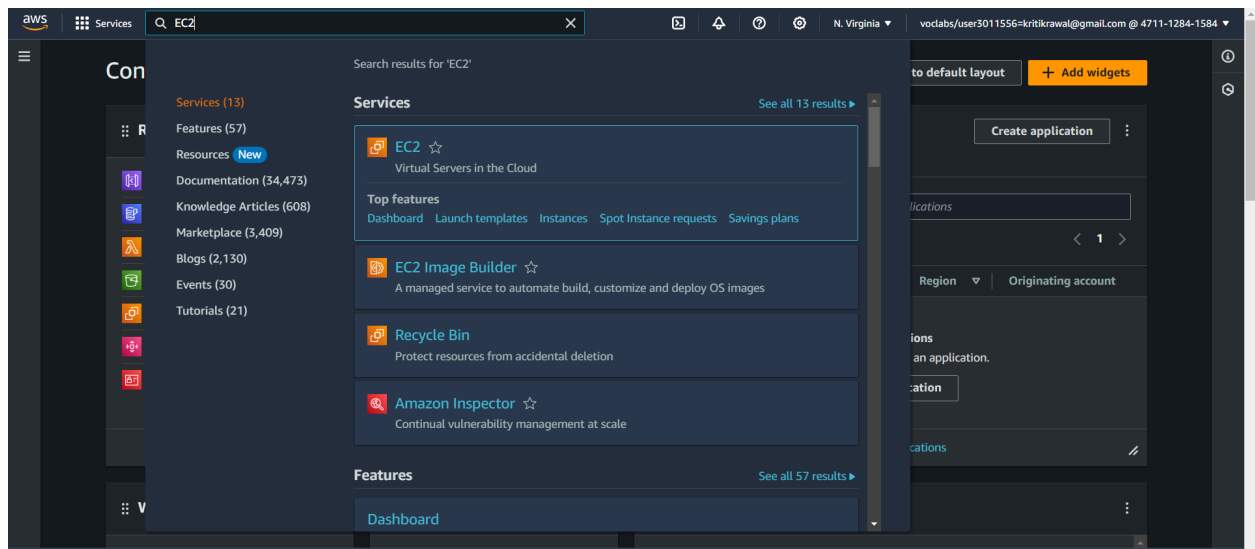 aws
Services
EC2
N. Virginia
voclabs/user3011556=kritikrawal@gmail.com @ 4711-1284-1584
Con
to default layout
+ Add widgets
Search results for 'EC2'
Services (13)
Features (57)
Resources New
Documentation (34,473)
Knowledge Articles (608)
Marketplace (3,409)
Blogs (2,130)
Events (30)
Tutorials (21)
Services
See all 13 results
EC2
Virtual Servers in the Cloud
Top features
Dashboard Launch templates Instances Spot Instance requests Savings plans
EC2 Image Builder
A managed service to automate build, customize and deploy OS images
Recycle Bin
Protect resources from accidental deletion
Amazon Inspector
Continual vulnerability management at scale
Features
See all 57 results
Dashboard
R
Create application
lications
1
Region
Originating account
ions
an application.
cation
cations
W